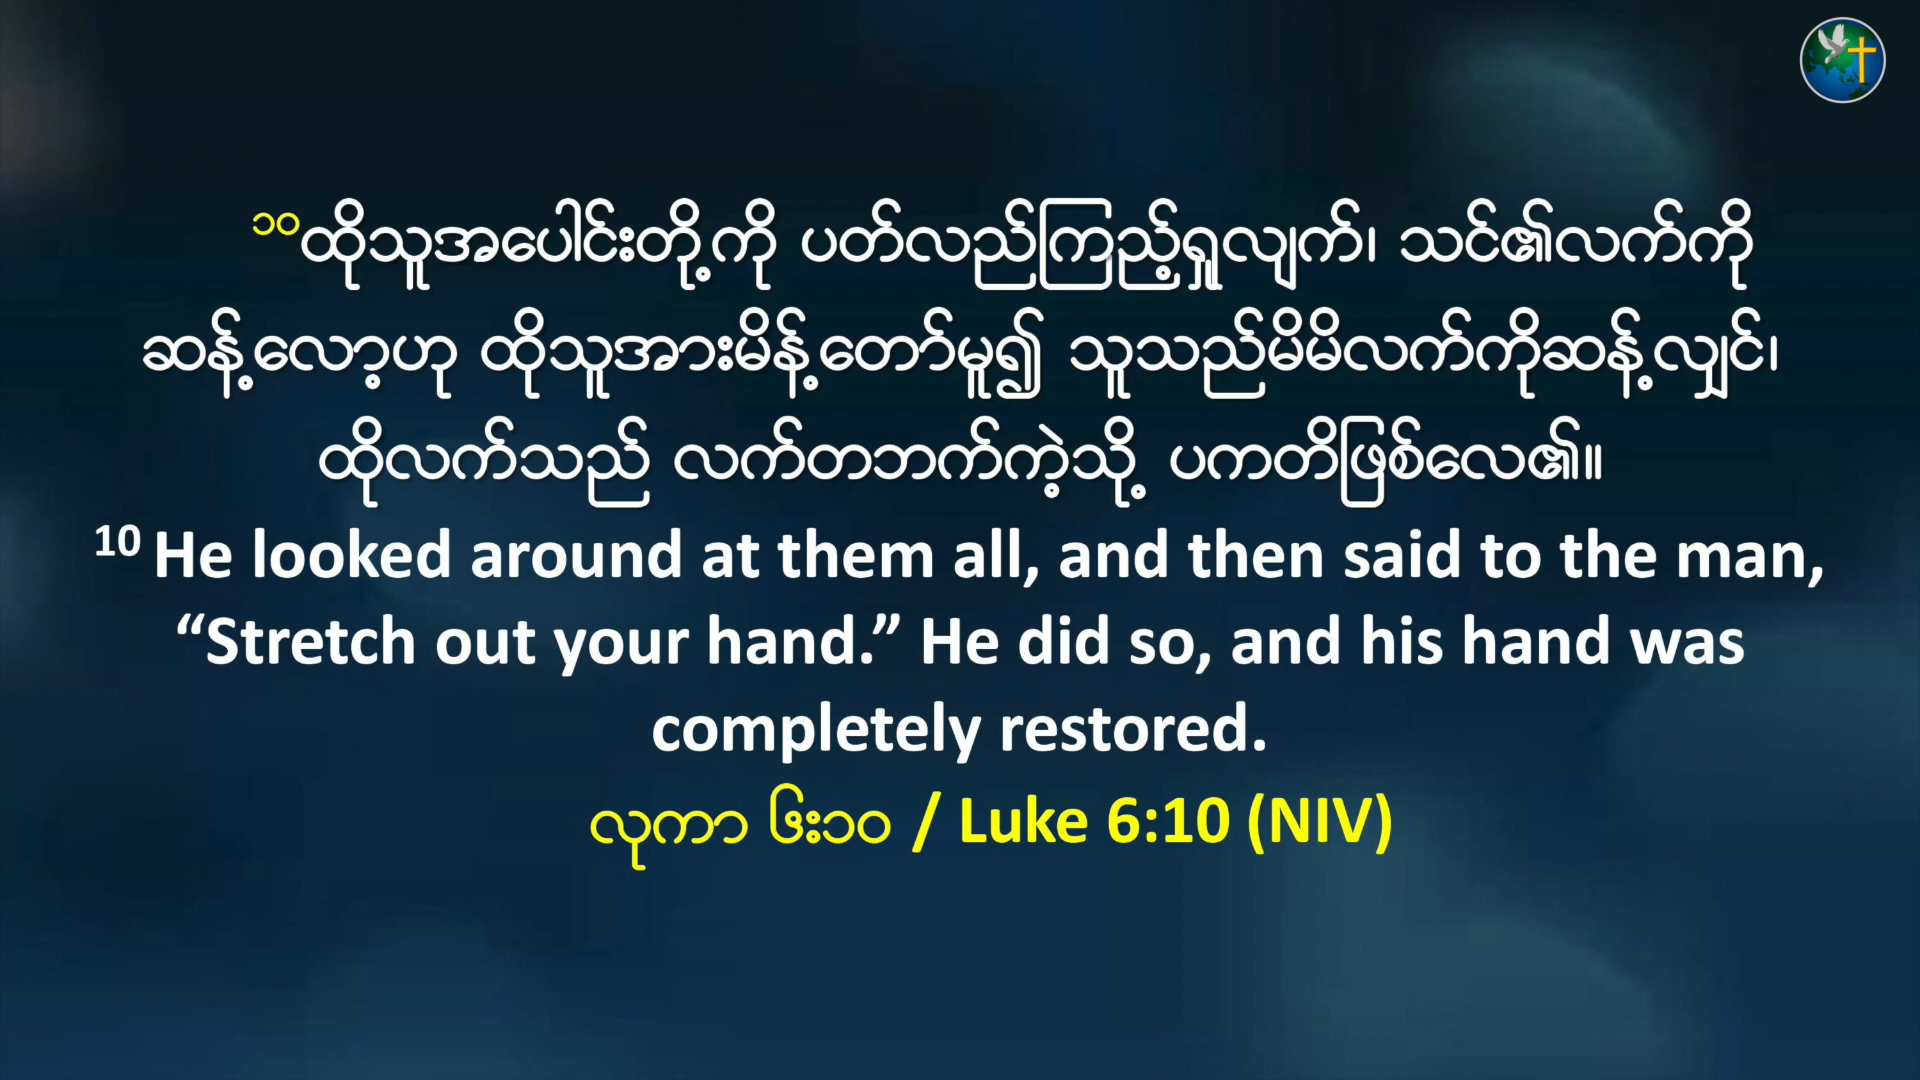 ၁၀ထိုသူအပေါင်းတို့ကို ပတ်လည်ကြည့်ရှုလျက်၊ သင်၏လက်ကို
ဆန့်လော့ဟု ထိုသူအားမိန့်တော်မူ၍ သူသည်မိမိလက်ကိုဆန့်လျှင်၊
ထိုလက်သည် လက်တဘက်ကဲ့သို့ ပကတိဖြစ်လေ၏။
10 He looked around at them all, and then said to the man,
“Stretch out your hand.” He did so, and his hand was
completely restored.
လုကာ ၆း၁၀ / Luke 6:10 (NIV)